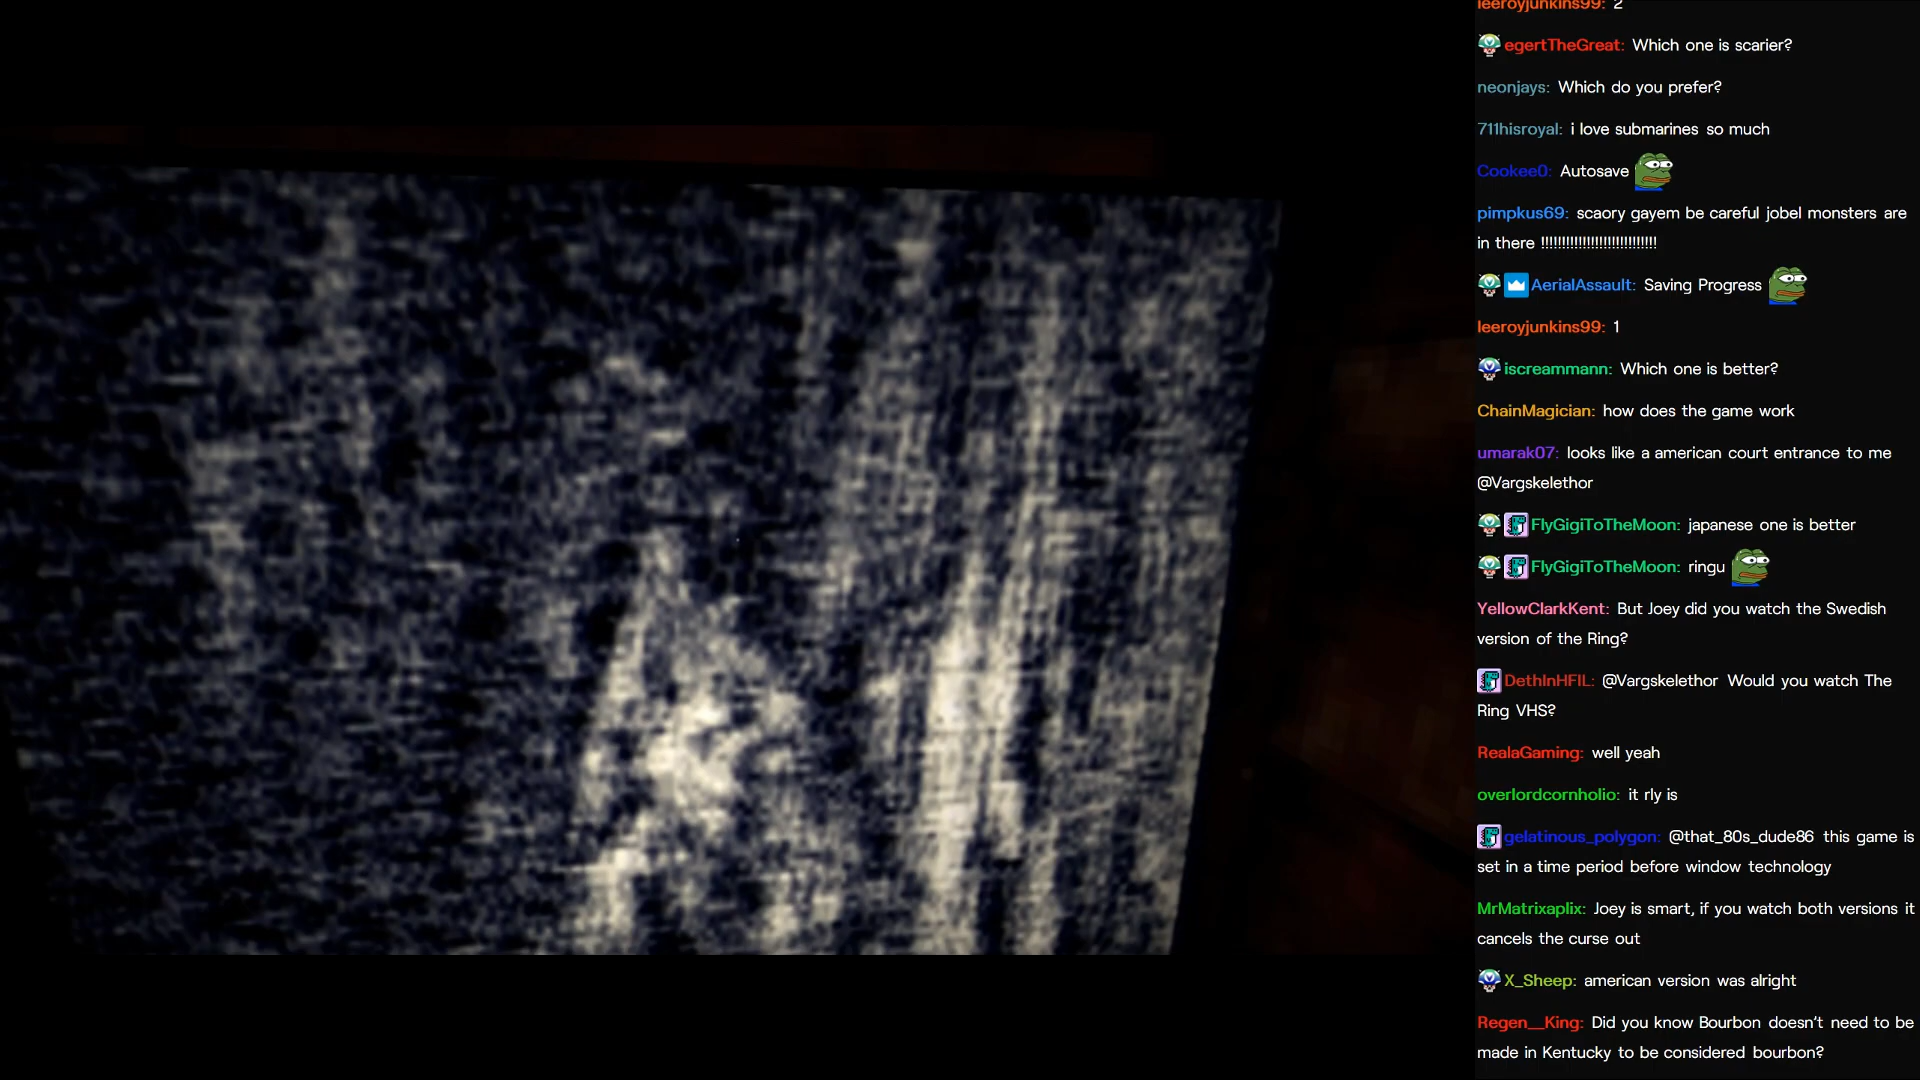 leeroyjunkins99: 2
egertTheGreat: Which one is scarier?
neonjays: Which do you prefer?
711hisroyal: i love submarines so much
Cookee0: Autosave
pimpkus69: scaory gayem be careful jobel monsters are
in there !!!!!!!!!!!!!!!!!!!!!!!!!!!
AerialAssault: Saving Progress
leeroyjunkins99: 1
iscreammann: Which one is better?
ChainMagician: how does the game work
umarak07: looks like a american court entrance to me
@Vargskelethor
FlyGigiToTheMoon: japanese one is better
FlyGigiToTheMoon: ringu
YellowClarkKent: But Joey did you watch the Swedish
version of the Ring?
DethInHFIL: @Vargskelethor Would you watch The
Ring VHS?
RealaGaming: well yeah
overlordcornholio: it rly is
gelatinous_polygon: @that_80s_dude86 this game is
set in a time period before window technology
MrMatrixaplix: Joey is smart, if you watch both versions it
cancels the curse out
X_Sheep: american version was alright
Regen__King: Did you know Bourbon doesn't need to be
made in Kentucky to be considered bourbon?